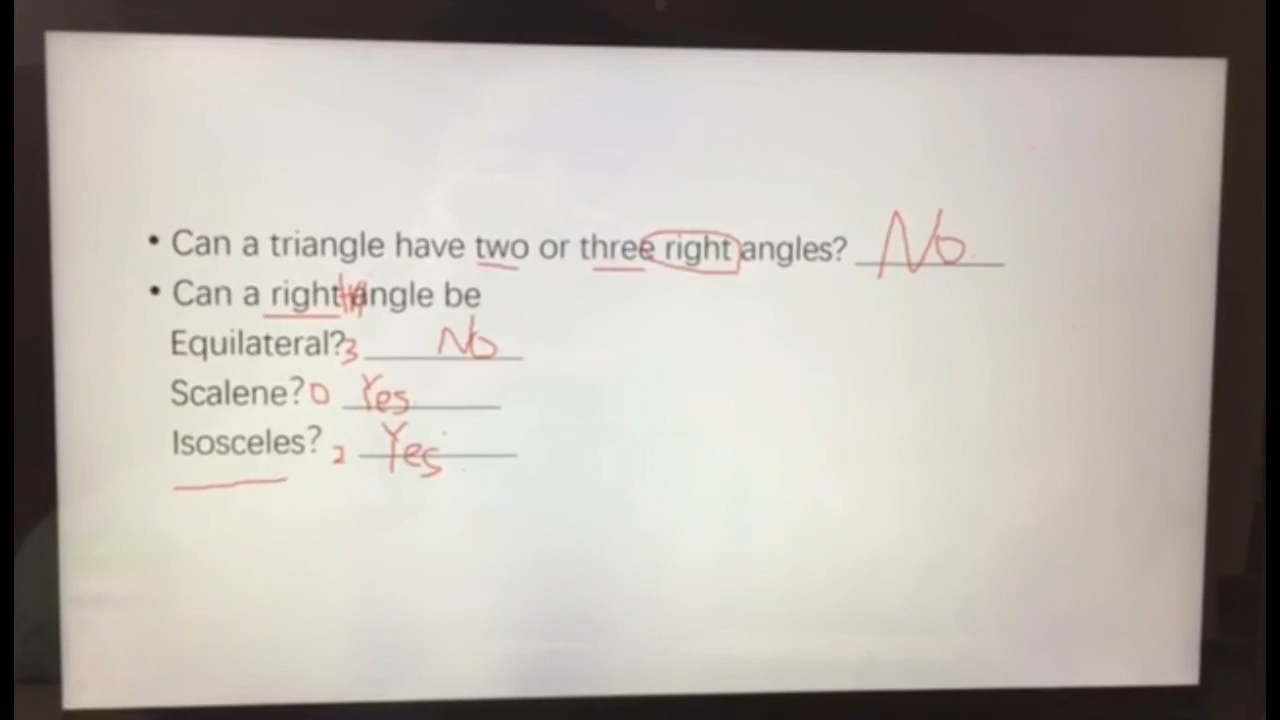 • Can a triangle have two or three right angles? No
• Can a right angle be
Equilateral? 3 No
Scalene? 0 Yes
Isosceles? 2 Yes